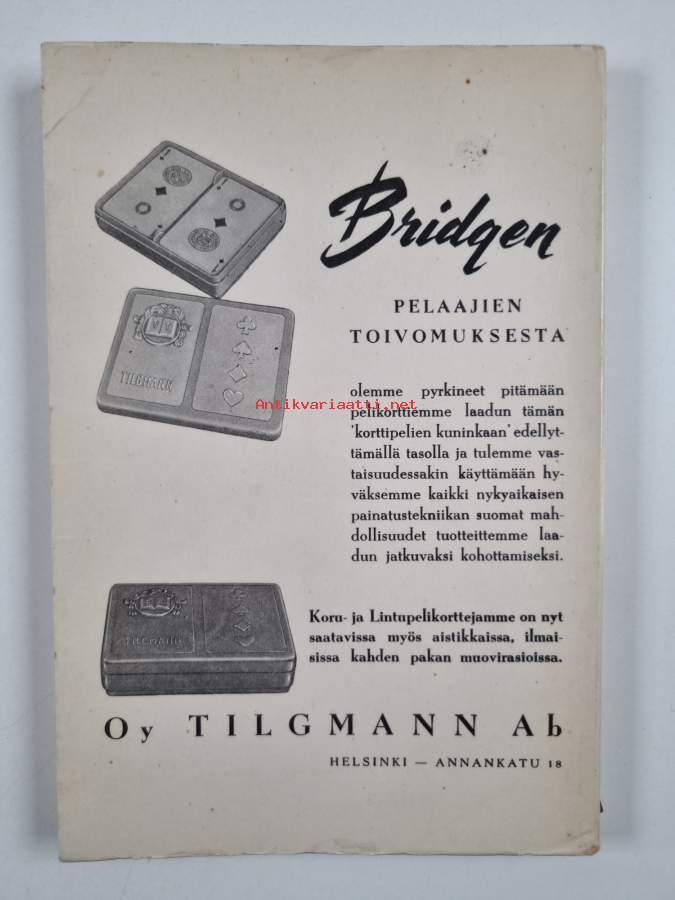 Bridgen
PELAAJIEN
TOIVOMUKSESTA
TILGMANN
olemme pyrkineet pitämään
Antikvariaatti.net
pelikorttiemme laadun tämän
'korttipelien kuninkaan' edellyt-
tämällä tasolla ja tulemme vas-
taisuudessakin käyttämään hy-
väksemme kaikki nykyaikaisen
painatustekniikan suomat mah-
dollisuudet tuotteittemme laa-
dun jatkuvaksi kohottamiseksi.
Koru- ja Lintupelikorttejamme on nyt
saatavissa myös aistikkaissa, ilmai-
sissa kahden pakan muovirasioissa.
TILGMANN
Oy TILGMANN Ab
HELSINKI — ANNANKATU 18